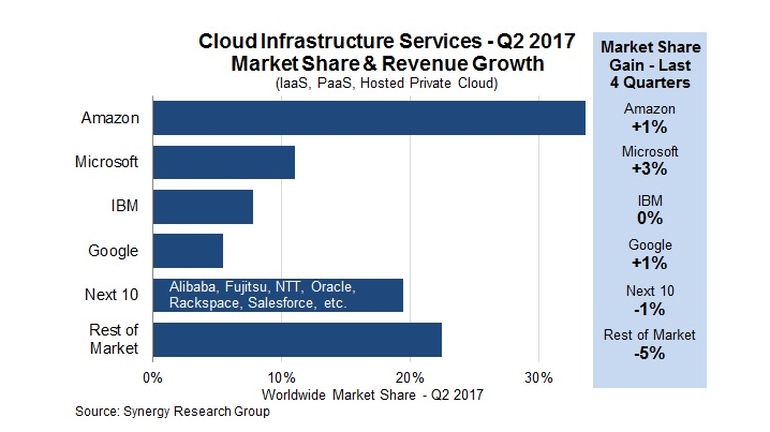 Cloud Infrastructure Services - Q2 2017
Market Share & Revenue Growth
(IaaS, PaaS, Hosted Private Cloud)
Amazon
Microsoft
IBM
Google
Next 10
Alibaba, Fujitsu, NTT, Oracle,
Rackspace, Salesforce, etc.
Rest of
Market
0%
10%
20%
30%
Worldwide Market Share - Q2 2017
Source: Synergy Research Group
Market Share
Gain - Last
4 Quarters
Amazon
+1%
Microsoft
+3%
IBM
0%
Google
+1%
Next 10
-1%
Rest of Market
-5%